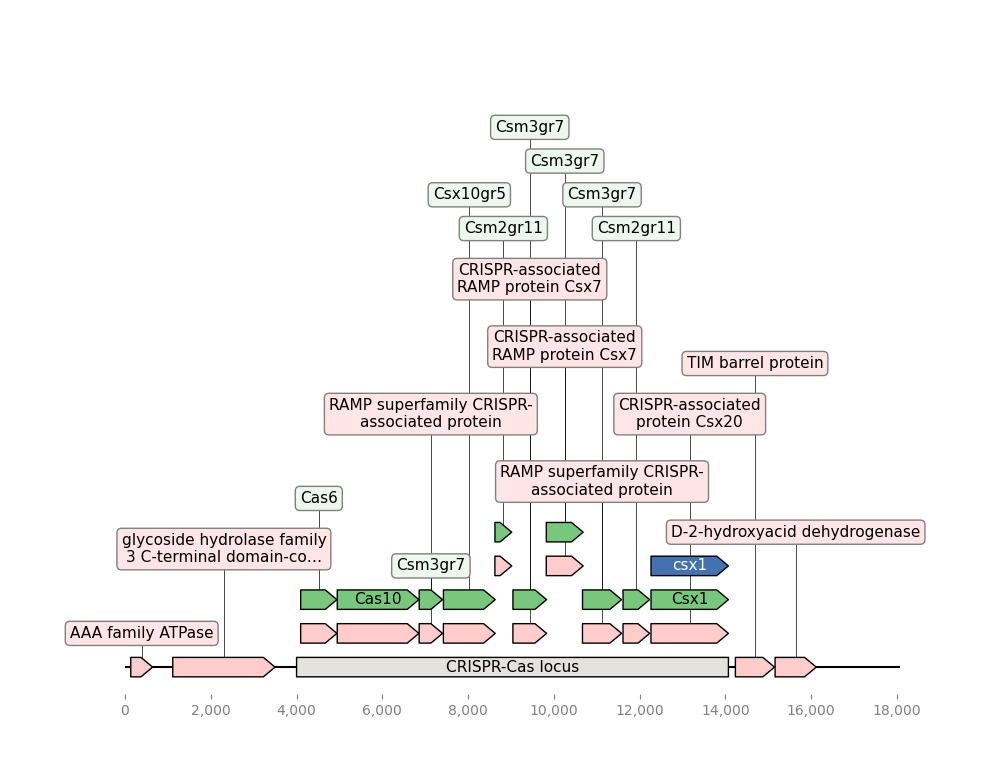 Csm3gr7
Csm3gr7
Csx10gr5
Csm3gr7
Csm2gr11
Csm2gr11
CRISPR-associated
RAMP protein Csx7
CRISPR-associated
RAMP protein Csx7
TIM barrel protein
RAMP superfamily CRISPR-
associated protein
CRISPR-associated
protein Csx20
RAMP superfamily CRISPR-
associated protein
Cas6
glycoside hydrolase family
3 C-terminal domain-co…
D-2-hydroxyacid dehydrogenase
Csm3gr7
csx1
Cas10
Csx1
AAA family ATPase
CRISPR-Cas locus
0
2,000
4,000
6,000
8,000
10,000
12,000
14,000
16,000
18,000